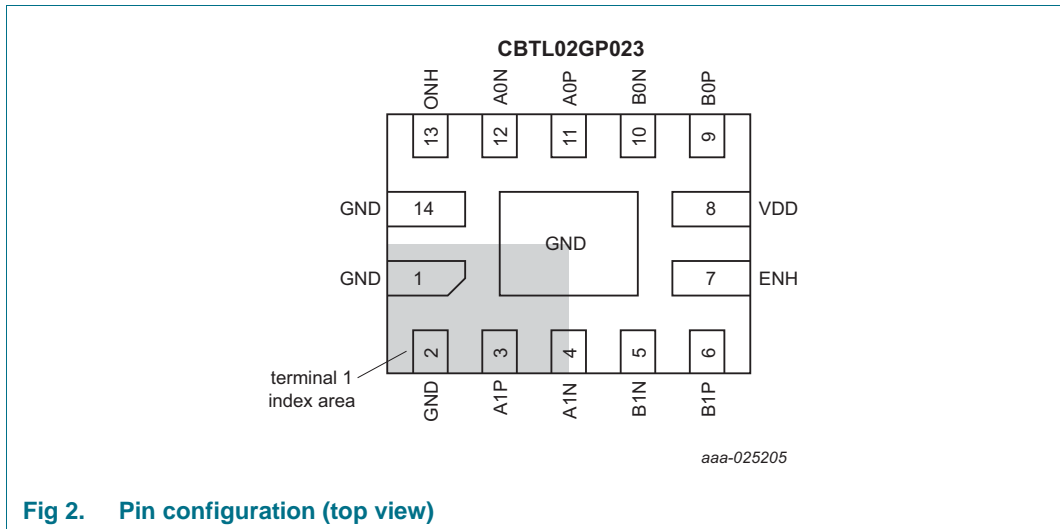 CBTL02GP023
ONH A0N A0P B0N B0P
13 12 11 10 9
GND 14 8 VDD
GND
GND 1 7 ENH
2 3 4 5 6
terminal 1
index area
GND A1P A1N B1N B1P
aaa-025205
Fig 2. Pin configuration (top view)